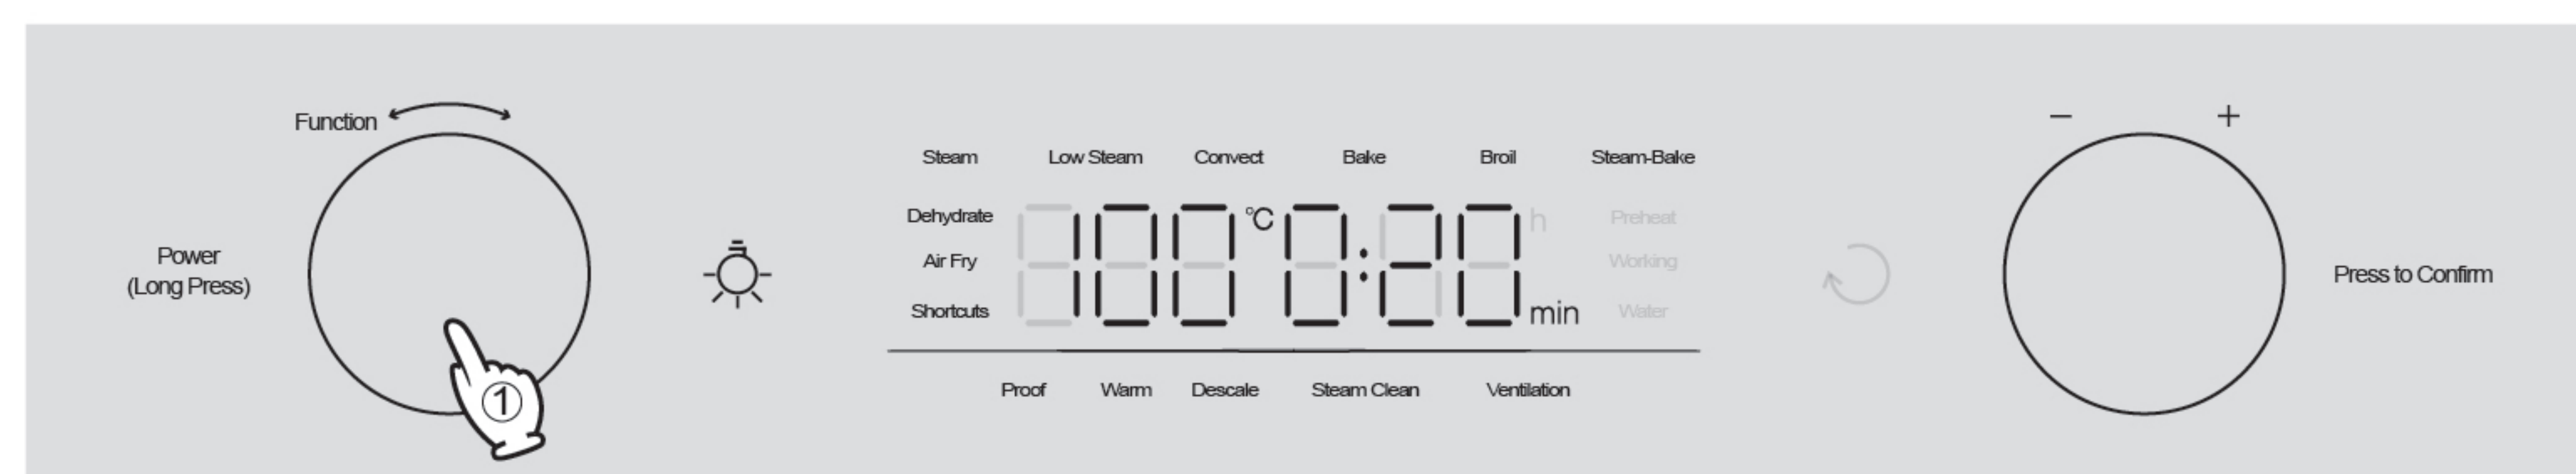 Function
Power
(Long Press)
①
Steam Low Steam Convect Bake Broil Steam-Bake
Dehydrate
Air Fry
Shortcuts
100 °C 0:20 h min
Preheat
Working
Water
Proof Warm Descale Steam Clean Ventilation
− +
Press to Confirm